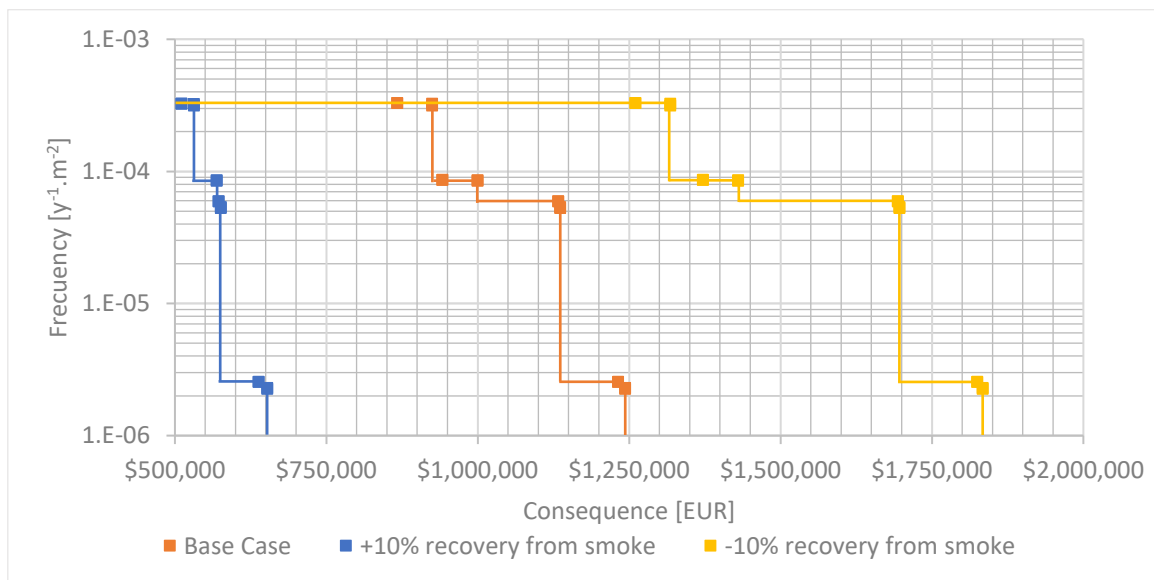 1.E-03
1.E-04
1.E-05
1.E-06
Frecuency [y-1.m-2]
$500,000 $750,000 $1,000,000 $1,250,000 $1,500,000 $1,750,000 $2,000,000
Consequence [EUR]
Base Case +10% recovery from smoke -10% recovery from smoke